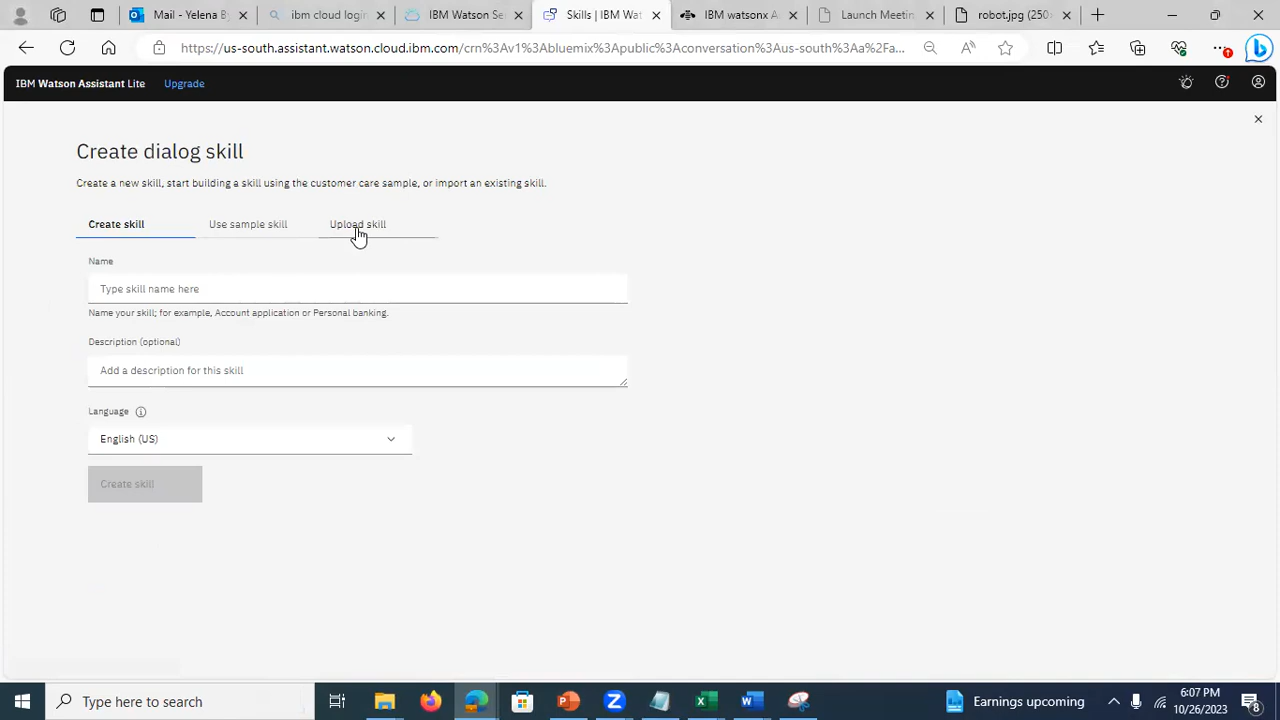 Mail - Yelena By
ibm cloud login
IBM Watson Se
Skills | IBM Wat
IBM watsonx A
Launch Meetin
robot.jpg (250×
https://us-south.assistant.watson.cloud.ibm.com/crn%3Av1%3Abluemix%3Apublic%3Aconversation%3Aus-south%3Aa%2Fa...
IBM Watson Assistant Lite
Upgrade
Create dialog skill
Create a new skill, start building a skill using the customer care sample, or import an existing skill.
Create skill
Use sample skill
Upload skill
Name
Type skill name here
Name your skill; for example, Account application or Personal banking.
Description (optional)
Add a description for this skill
Language
English (US)
Create skill
Type here to search
Earnings upcoming
6:07 PM
10/26/2023
8